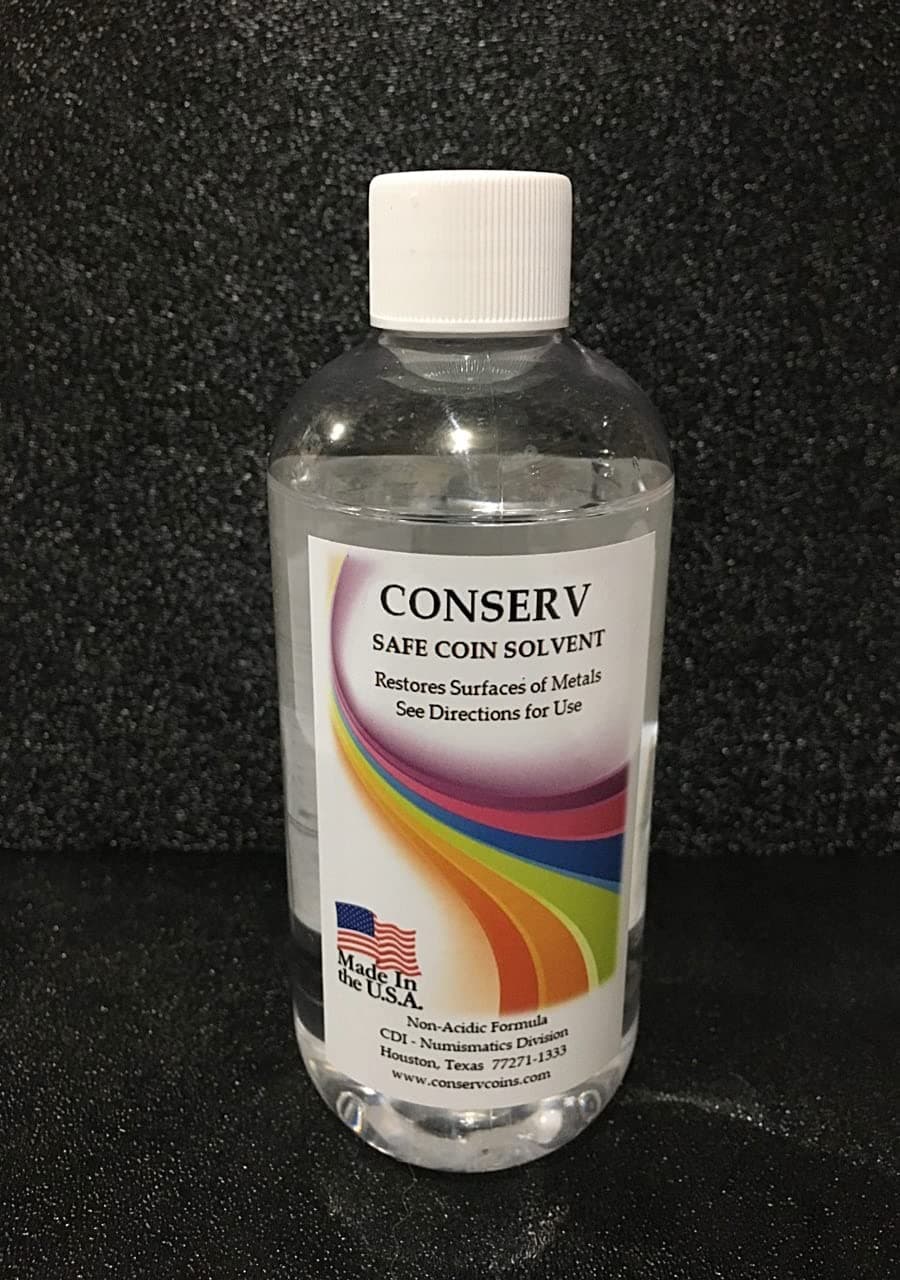 CONSERV
SAFE COIN SOLVENT
Restores Surfaces of Metals
See Directions for Use
Made In
the U.S.A.
Non-Acidic Formula
CDI - Numismatics Division
Houston, Texas 77271-1333
www.conservcoins.com